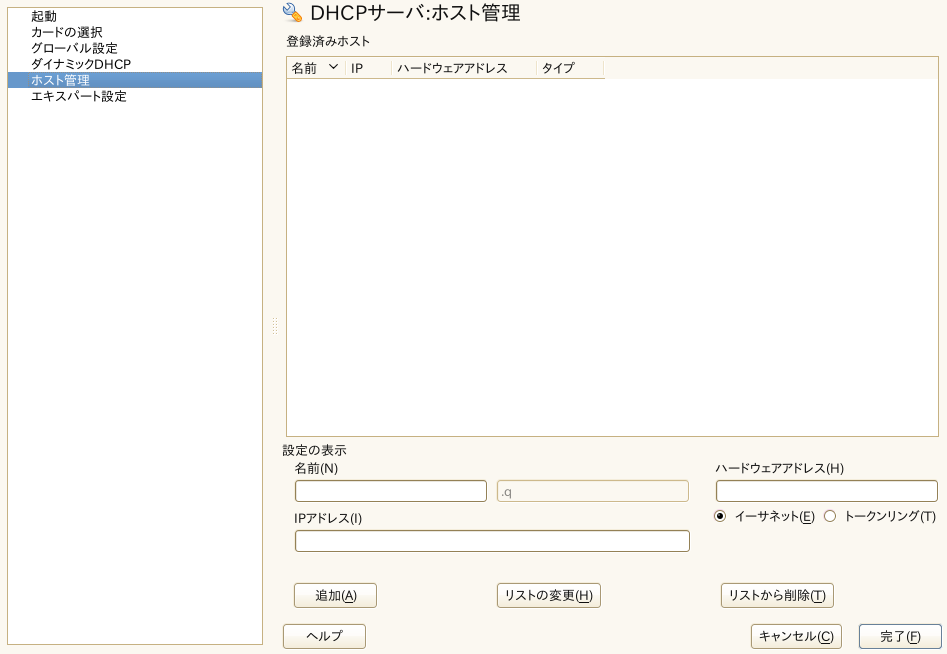 起動
カードの選択
グローバル設定
ダイナミックDHCP
ホスト管理
エキスパート設定
DHCPサーバ:ホスト管理
登録済みホスト
名前 IP ハードウェアアドレス タイプ
設定の表示
名前(N) ハードウェアアドレス(H)
.q
イーサネット(E) トークンリング(T)
IPアドレス(I)
追加(A) リストの変更(H) リストから削除(T)
ヘルプ キャンセル(C) 完了(F)